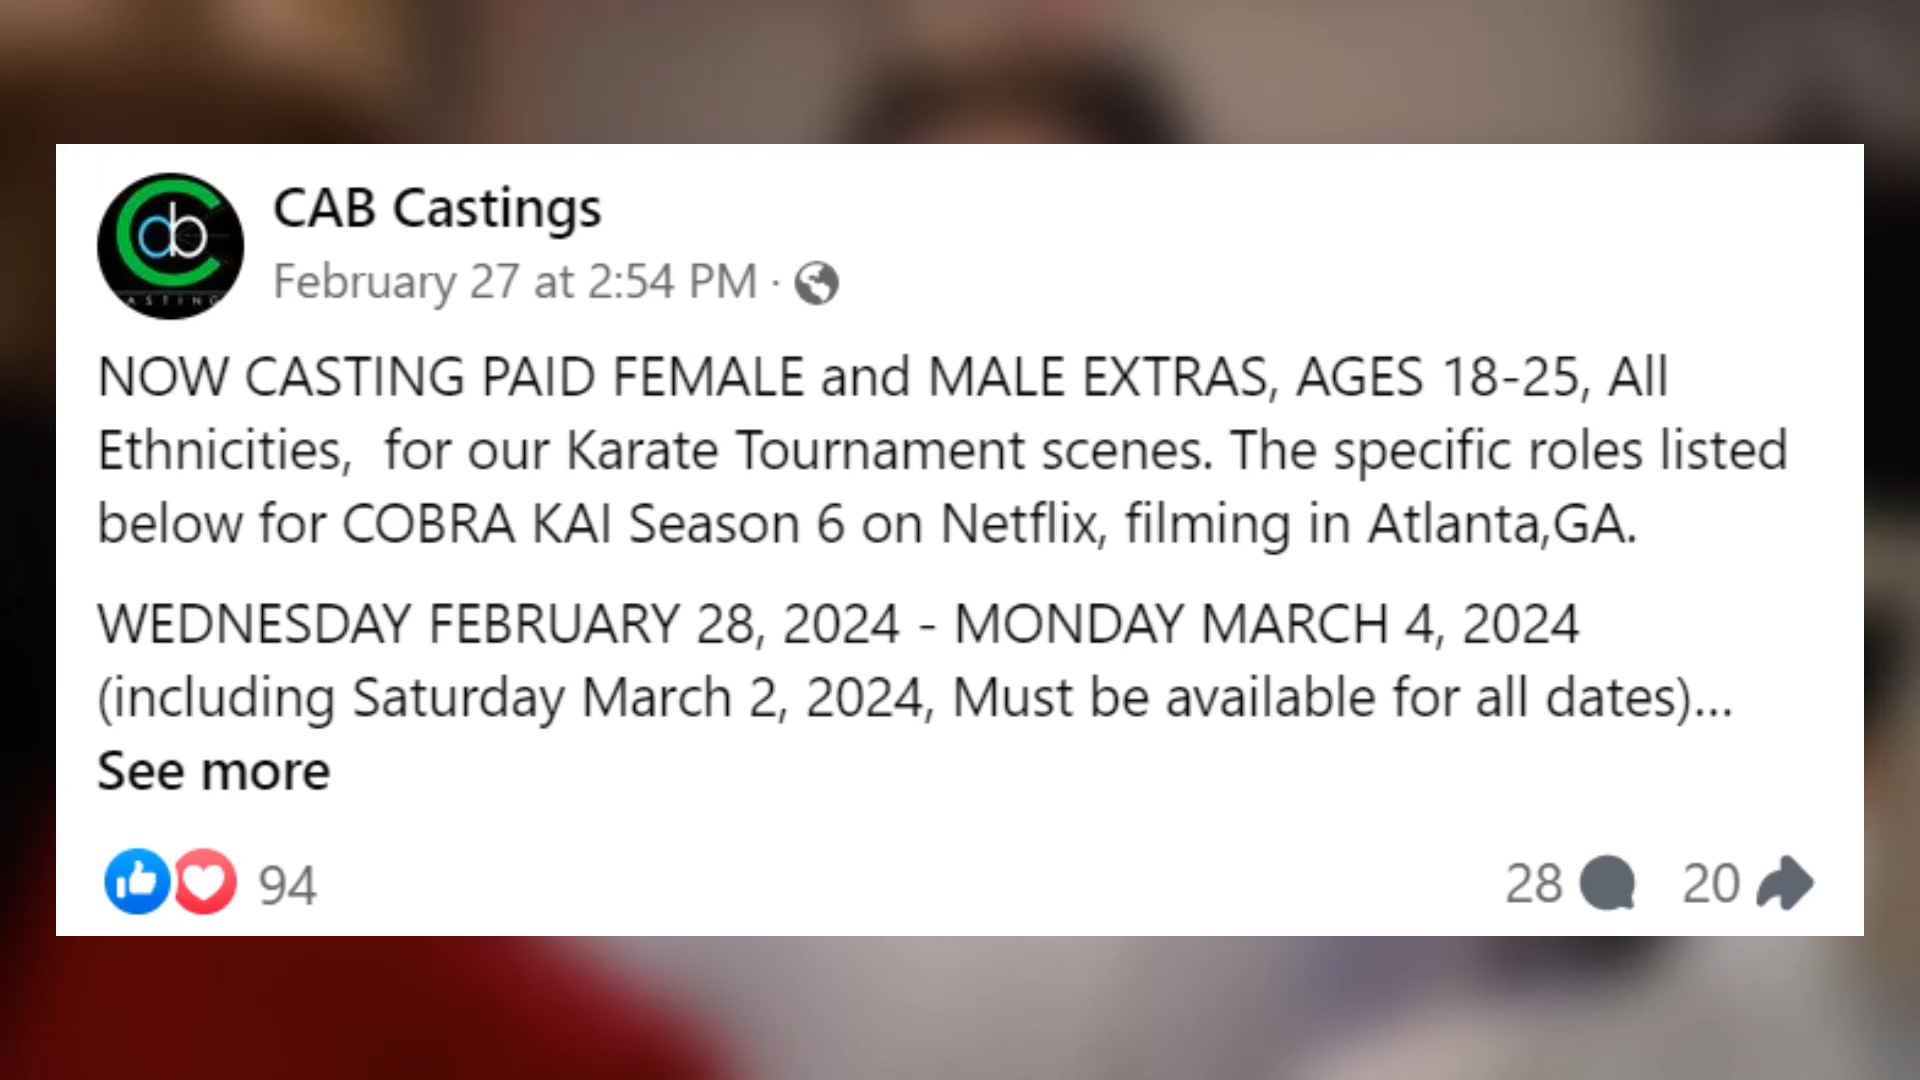 CAB Castings
February 27 at 2:54 PM ·
NOW CASTING PAID FEMALE and MALE EXTRAS, AGES 18-25, All
Ethnicities,  for our Karate Tournament scenes. The specific roles listed
below for COBRA KAI Season 6 on Netflix, filming in Atlanta,GA.
WEDNESDAY FEBRUARY 28, 2024 - MONDAY MARCH 4, 2024
(including Saturday March 2, 2024, Must be available for all dates)...
See more
94
28 20